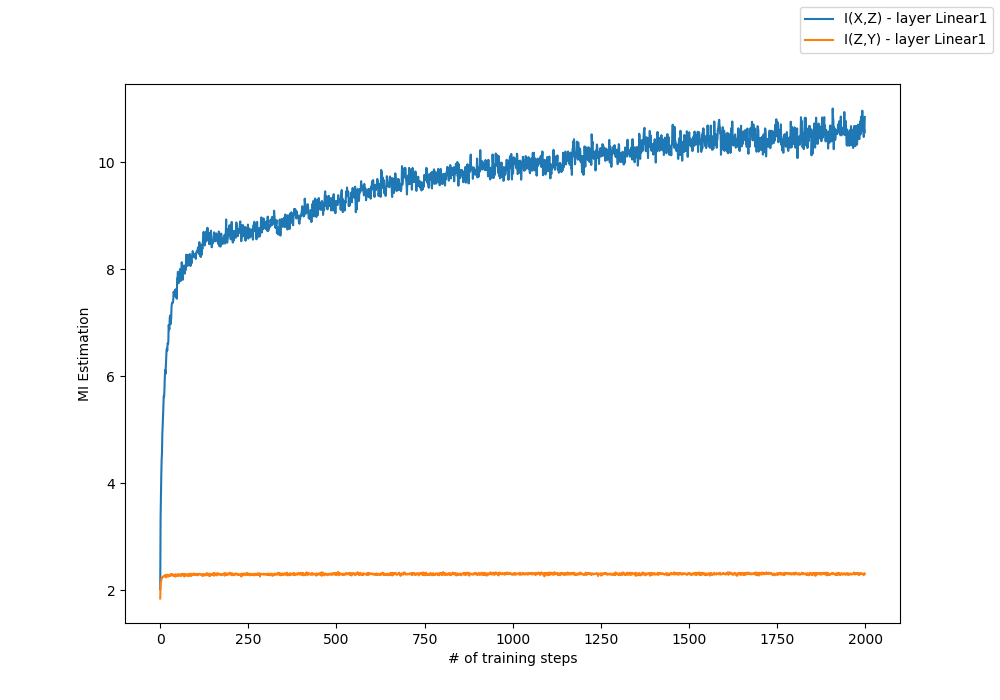 I(X,Z) - layer Linear1
I(Z,Y) - layer Linear1
10
8
6
4
2
MI Estimation
0 250 500 750 1000 1250 1500 1750 2000
# of training steps